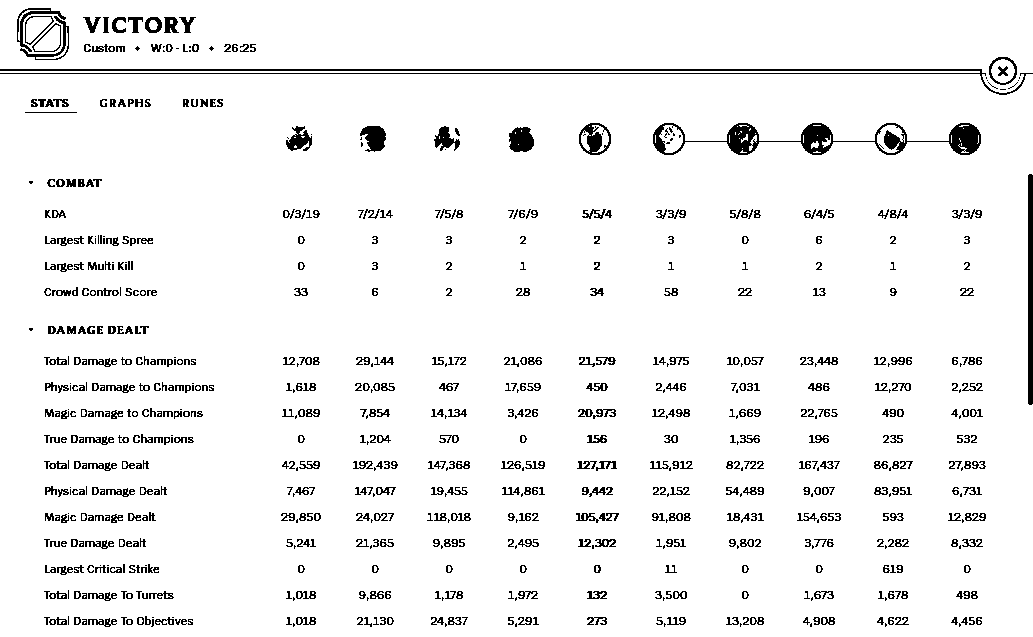 VICTORY
Custom • W:0 - L:0 • 26:25
STATS GRAPHS RUNES
COMBAT
KDA 0/3/19 7/2/14 7/5/8 7/6/9 5/5/4 3/3/9 5/8/8 6/4/5 4/8/4 3/3/9
Largest Killing Spree 0 3 3 2 2 3 0 6 2 3
Largest Multi Kill 0 3 2 1 2 1 1 2 1 2
Crowd Control Score 33 6 2 28 34 58 22 13 9 22
DAMAGE DEALT
Total Damage to Champions 12,708 29,144 15,172 21,086 21,579 14,975 10,057 23,448 12,996 6,786
Physical Damage to Champions 1,618 20,085 467 17,659 450 2,446 7,031 486 12,270 2,252
Magic Damage to Champions 11,089 7,854 14,134 3,426 20,973 12,498 1,669 22,765 490 4,001
True Damage to Champions 0 1,204 570 0 156 30 1,356 196 235 532
Total Damage Dealt 42,559 192,439 147,368 126,519 127,171 115,912 82,722 167,437 86,827 27,893
Physical Damage Dealt 7,467 147,047 19,455 114,861 9,442 22,152 54,489 9,007 83,951 6,731
Magic Damage Dealt 29,850 24,027 118,018 9,162 105,427 91,808 18,431 154,653 593 12,829
True Damage Dealt 5,241 21,365 9,895 2,495 12,302 1,951 9,802 3,776 2,282 8,332
Largest Critical Strike 0 0 0 0 0 11 0 0 619 0
Total Damage To Turrets 1,018 9,866 1,178 1,972 132 3,500 0 1,673 1,678 498
Total Damage To Objectives 1,018 21,130 24,837 5,291 273 5,119 13,208 4,908 4,622 4,456